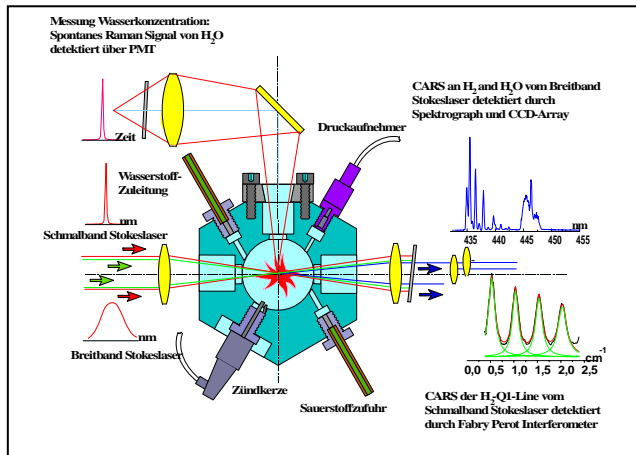 Messung Wasserkonzentration:
Spontanes Raman Signal von H2O
detektiert über PMT
Zeit
Wasserstoff-
Zuleitung
nm
Schmalband Stokeslaser
nm
Breitband Stokeslaser
Druckaufnehmer
Zündkerze
Sauerstoffzufuhr
CARS an H2 and H2O vom Breitband
Stokeslaser detektiert durch
Spektrograph und CCD-Array
nm
435 440 445 450 455
cm-1
0,0 0,5 1,0 1,5 2,0 2,5
CARS der H2-Q1-Line vom
Schmalband Stokeslaser detektiert
durch Fabry Perot Interferometer